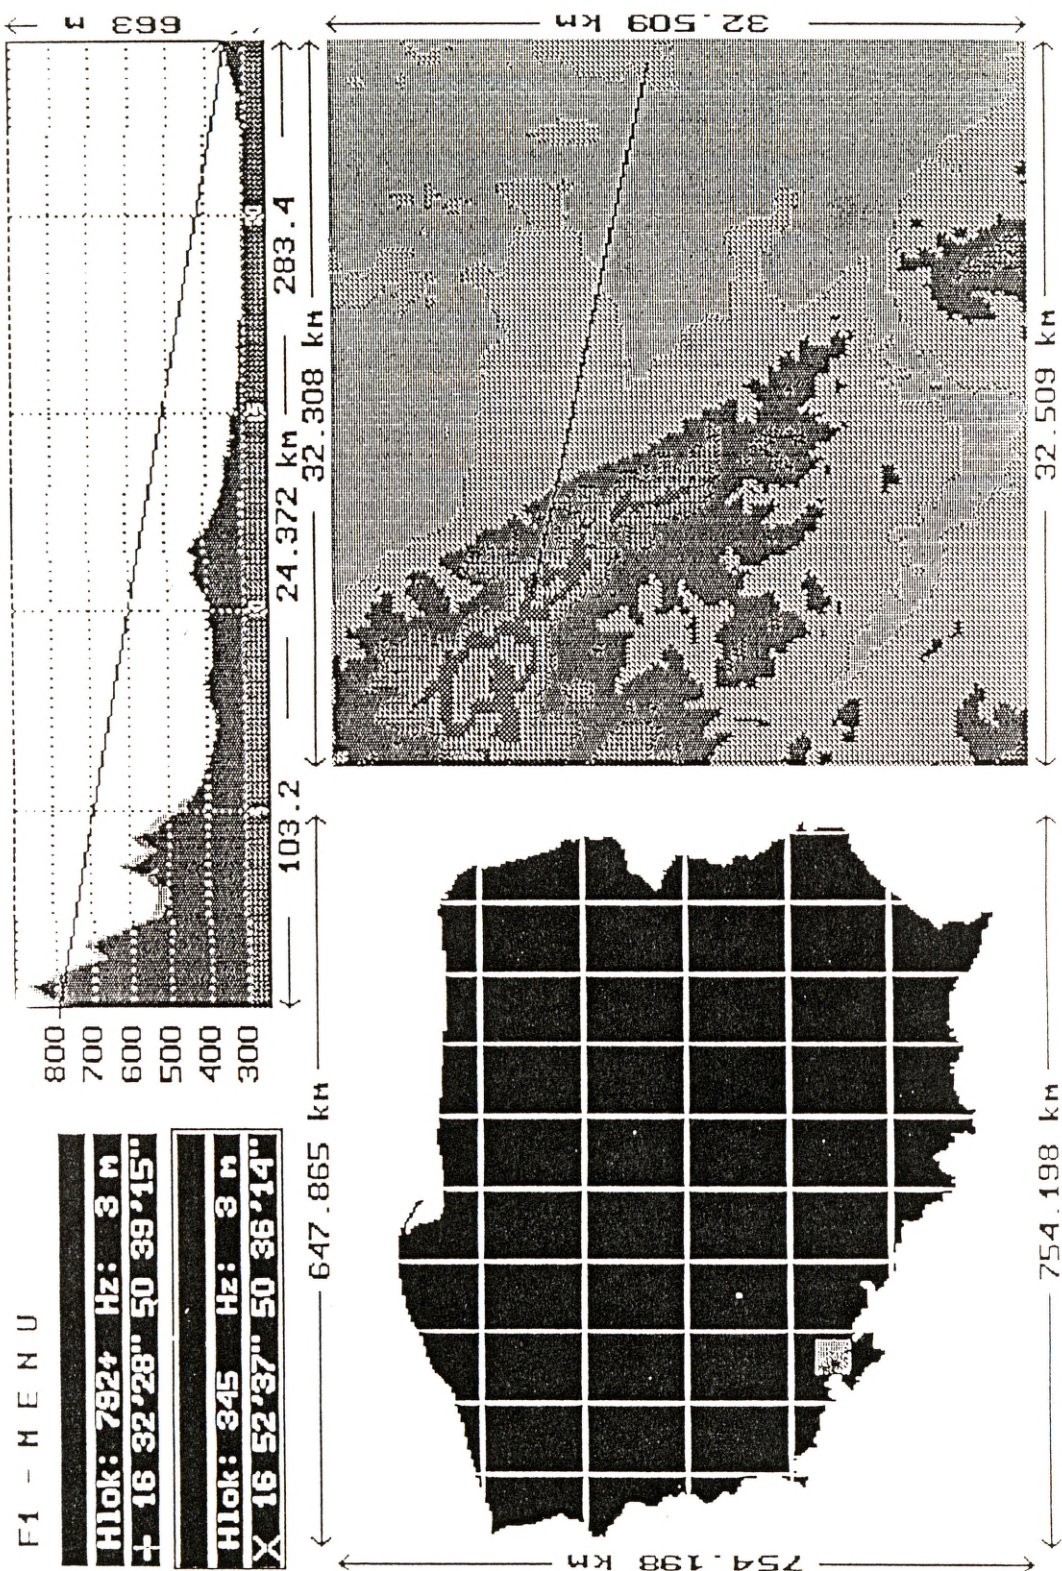 F1 - MENU
Hlok: 792+ Hz: 3 M
+ 16 32'28" 50 39'15"
Hlok: 345 Hz: 3 M
X 16 52'37" 50 36'14"
800
700
600
500
400
300
663 m
103.2
24.372 km
283.4
647.865 km
32.308 km
32.509 km
754.198 km
754.198 km
32.509 km